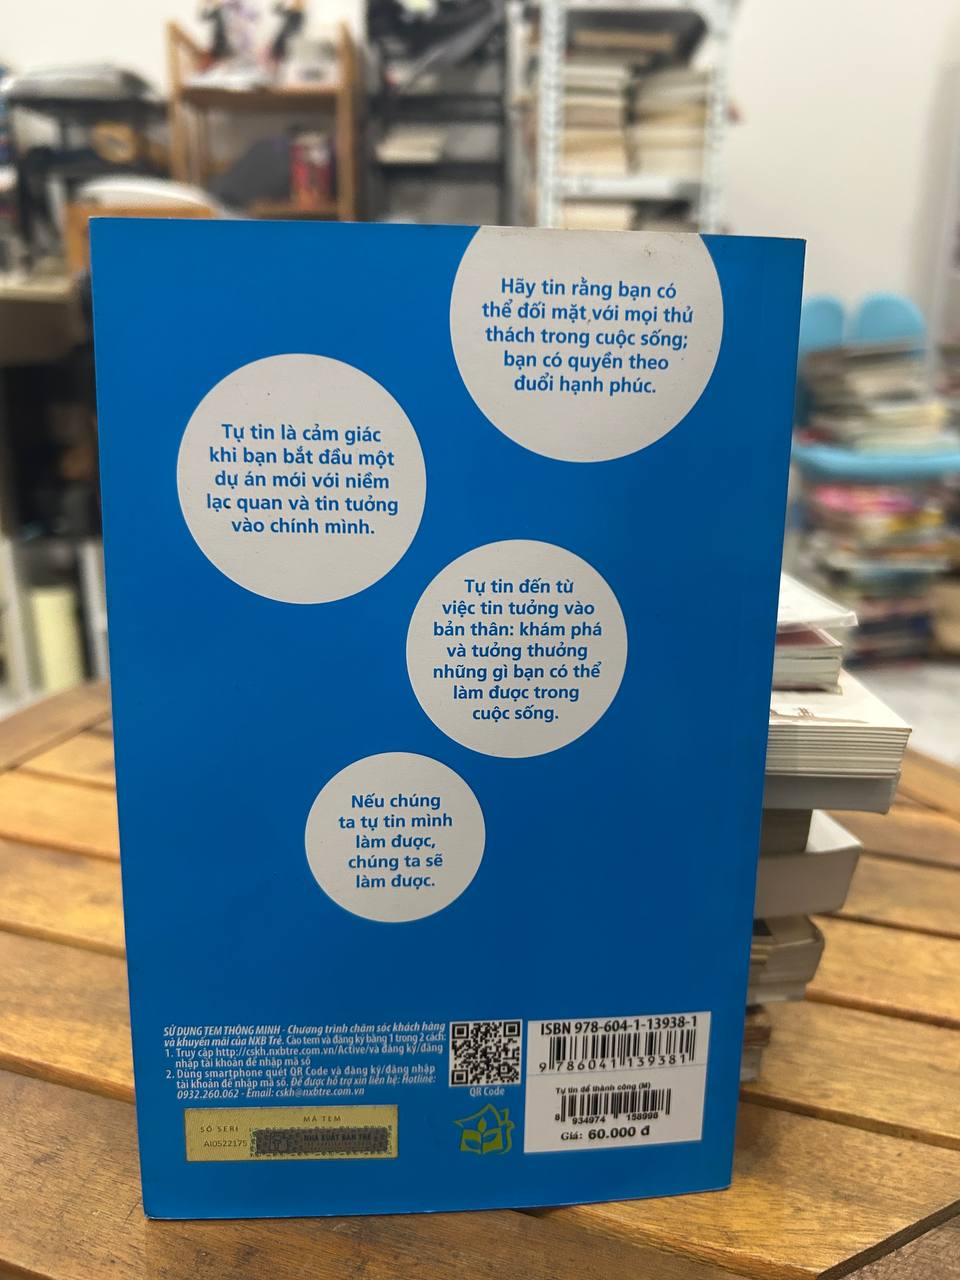 Hãy tin rằng bạn có
thể đối mặt với mọi thử
thách trong cuộc sống;
bạn có quyền theo
đuổi hạnh phúc.
Tự tin là cảm giác
khi bạn bắt đầu một
dự án mới với niềm
lạc quan và tin tưởng
vào chính mình.
Tự tin đến từ
việc tin tưởng vào
bản thân: khám phá
và tưởng thưởng
những gì bạn có thể
làm được trong
cuộc sống.
Nếu chúng
ta tự tin mình
làm được,
chúng ta sẽ
làm được.
SỬ DỤNG TEM THÔNG MINH - Chương trình chăm sóc khách hàng
và khuyến mãi của NXB Trẻ. Cào tem và đăng ký bằng 1 trong 2 cách:
1. Truy cập http://cskh.nxbtre.com.vn/Active/và đăng ký/đăng
nhập tài khoản để nhập mã số
2. Dùng smartphone quét QR Code và đăng ký/đăng nhập
tài khoản để nhập mã số. Để được hỗ trợ xin liên hệ: Hotline:
0932.260.062 - Email: cskh@nxbtre.com.vn
QR Code
MÃ TEM
SỐ SERI
AI0522175
NHÀ XUẤT BẢN TRẺ
ISBN 978-604-1-13938-1
9 786041 139381
Tự tin để thành công (M)
8 934974 158998
Giá: 60.000 đ